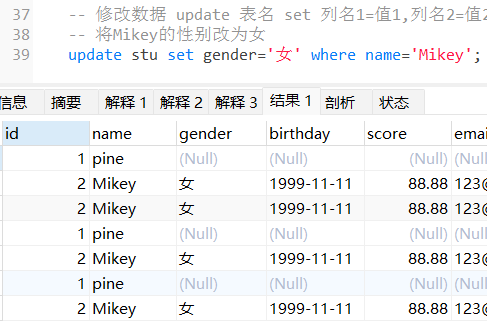 37 -- 修改数据 update 表名 set 列名1=值1,列名2=值2
38 -- 将Mikey的性别改为女
39 update stu set gender='女' where name='Mikey';
信息 摘要 解释 1 解释 2 解释 3 结果 1 剖析 状态
id name gender birthday score emai
1 pine (Null) (Null) (Null) (Null)
2 Mikey 女 1999-11-11 88.88 123@
2 Mikey 女 1999-11-11 88.88 123@
1 pine (Null) (Null) (Null) (Null)
2 Mikey 女 1999-11-11 88.88 123@
1 pine (Null) (Null) (Null) (Null)
2 Mikey 女 1999-11-11 88.88 123@